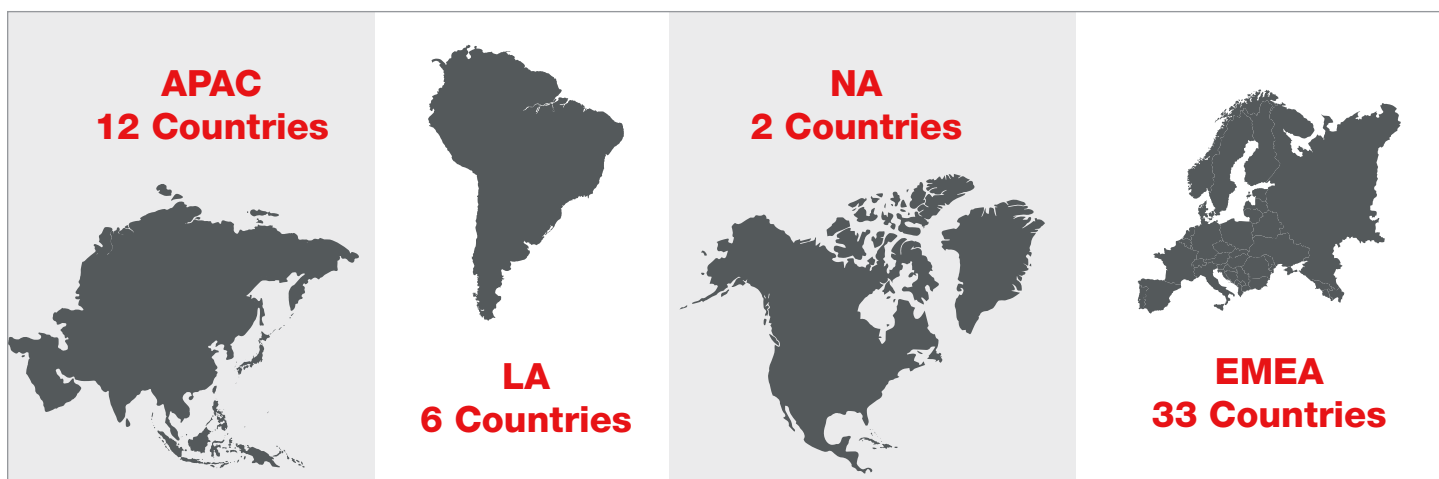 APAC
12 Countries
LA
6 Countries
NA
2 Countries
EMEA
33 Countries